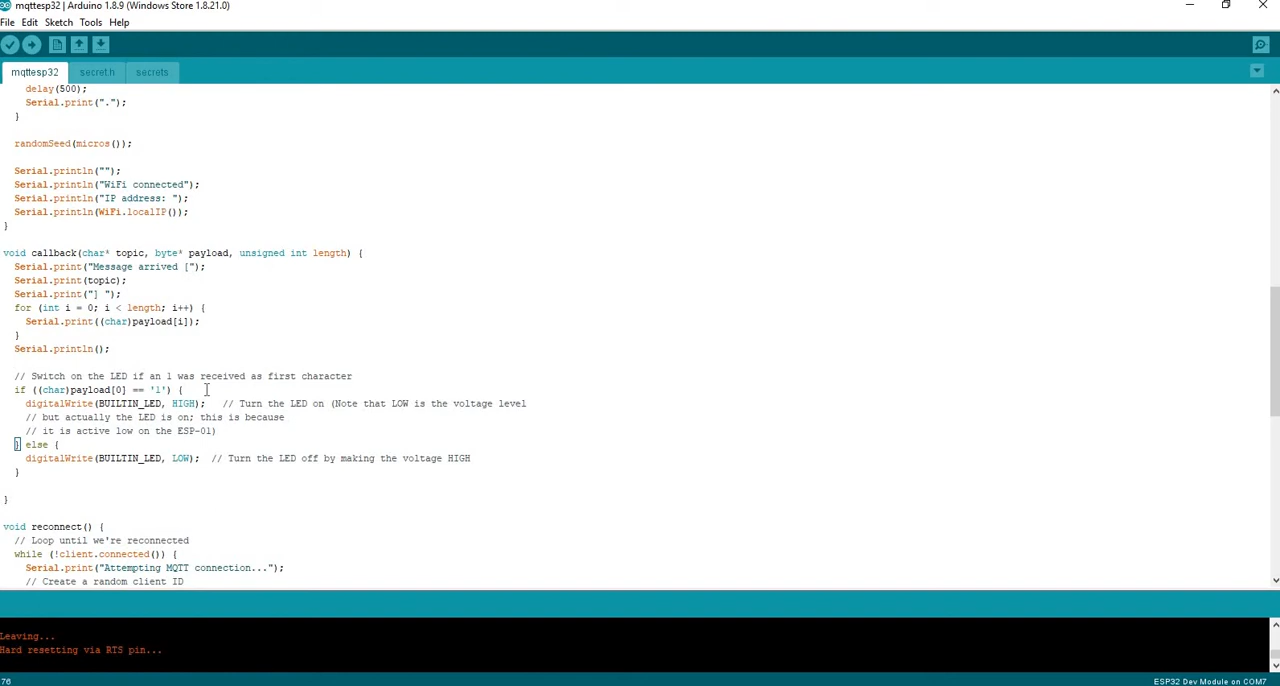 mqttesp32 | Arduino 1.8.9 (Windows Store 1.8.21.0)
File Edit Sketch Tools Help
mqttesp32 secret.h secrets
delay(500);
Serial.print(".");
}
randomSeed(micros());
Serial.println("");
Serial.println("WiFi connected");
Serial.println("IP address: ");
Serial.println(WiFi.localIP());
}
void callback(char* topic, byte* payload, unsigned int length) {
Serial.print("Message arrived [");
Serial.print(topic);
Serial.print("] ");
for (int i = 0; i < length; i++) {
Serial.print((char)payload[i]);
}
Serial.println();
// Switch on the LED if an 1 was received as first character
if ((char)payload[0] == '1') {
digitalWrite(BUILTIN_LED, HIGH);   // Turn the LED on (Note that LOW is the voltage level
// but actually the LED is on; this is because
// it is active low on the ESP-01)
} else {
digitalWrite(BUILTIN_LED, LOW);  // Turn the LED off by making the voltage HIGH
}
}
void reconnect() {
// Loop until we're reconnected
while (!client.connected()) {
Serial.print("Attempting MQTT connection...");
// Create a random client ID
Leaving...
Hard resetting via RTS pin...
76
ESP32 Dev Module on COM7